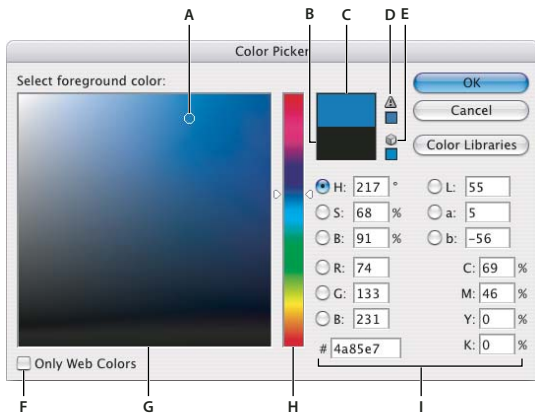 A B C D E
Color Picker
Select foreground color:
OK
Cancel
Color Libraries
H: 217 ° L: 55
S: 68 % a: 5
B: 91 % b: -56
R: 74 C: 69 %
G: 133 M: 46 %
B: 231 Y: 0 %
# 4a85e7 K: 0 %
Only Web Colors
F G H I